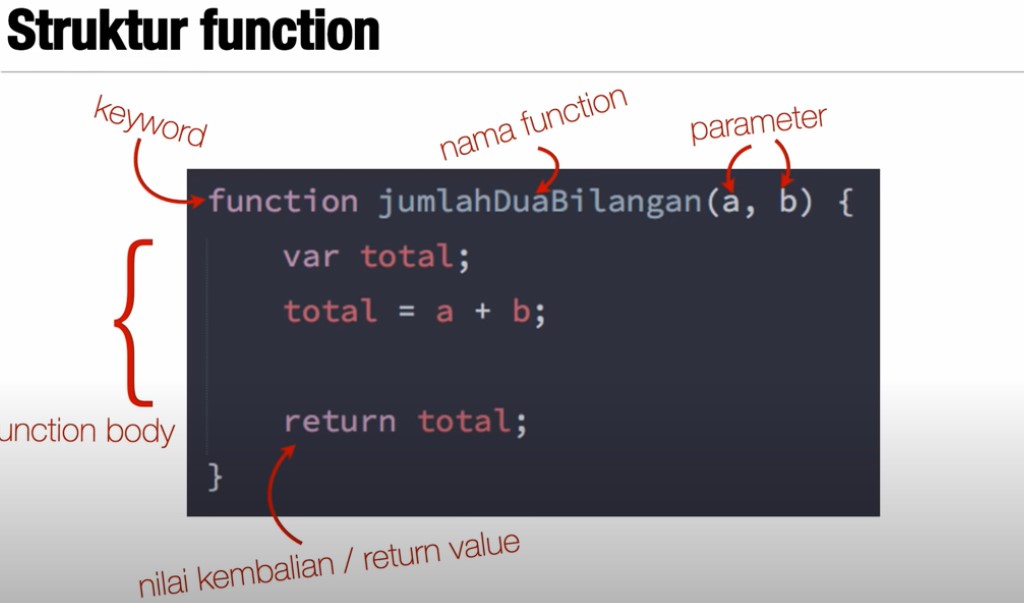 Struktur function
keyword
nama function
parameter
function jumlahDuaBilangan(a, b) {
var total;
total = a + b;
return total;
}
unction body
nilai kembalian / return value